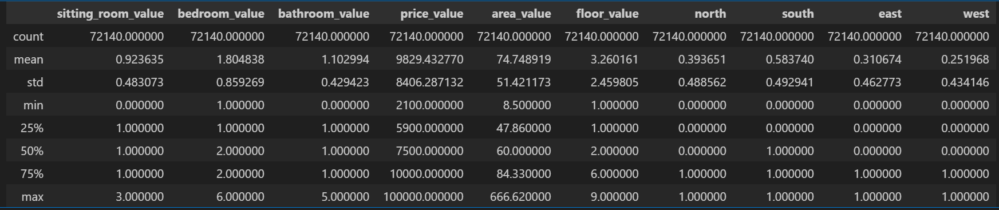 sitting_room_value bedroom_value bathroom_value price_value area_value floor_value north south east west
count 72140.000000 72140.000000 72140.000000 72140.000000 72140.000000 72140.000000 72140.000000 72140.000000 72140.000000 72140.000000
mean 0.923635 1.804838 1.102994 9829.432770 74.748919 3.260161 0.393651 0.583740 0.310674 0.251968
std 0.483073 0.859269 0.429423 8406.287132 51.421173 2.459805 0.488562 0.492941 0.462773 0.434146
min 0.000000 1.000000 0.000000 2100.000000 8.500000 1.000000 0.000000 0.000000 0.000000 0.000000
25% 1.000000 1.000000 1.000000 5900.000000 47.860000 1.000000 0.000000 0.000000 0.000000 0.000000
50% 1.000000 2.000000 1.000000 7500.000000 60.000000 2.000000 0.000000 1.000000 0.000000 0.000000
75% 1.000000 2.000000 1.000000 10000.000000 84.330000 6.000000 1.000000 1.000000 1.000000 1.000000
max 3.000000 6.000000 5.000000 100000.000000 666.620000 9.000000 1.000000 1.000000 1.000000 1.000000